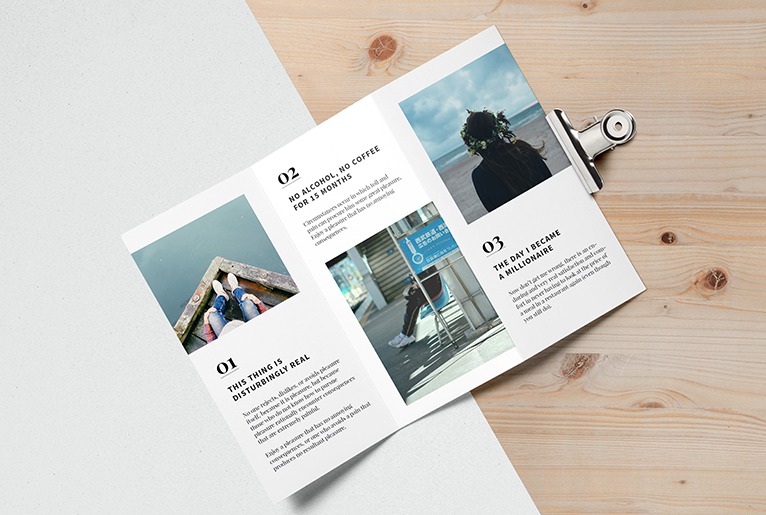 01
THIS THING IS
DISTURBINGLY REAL
No one rejects, dislikes, or avoids pleasure
itself, because it is pleasure, but because
those who do not know how to pursue
pleasure rationally encounter consequences
that are extremely painful.
Enjoy a pleasure that has no annoying
consequences, or one who avoids a pain that
produces no resultant pleasure.
02
NO ALCOHOL, NO COFFEE
FOR 15 MONTHS
Circumstances occur in which toil and
pain can procure him some great pleasure.
Enjoy a pleasure that has no annoying
consequences.
03
THE DAY I BECAME
A MILLIONAIRE
Now don't get me wrong, there is an en-
during and very real satisfaction and com-
fort in never having to look at the price of
a meal in a restaurant again (even though
you still do).